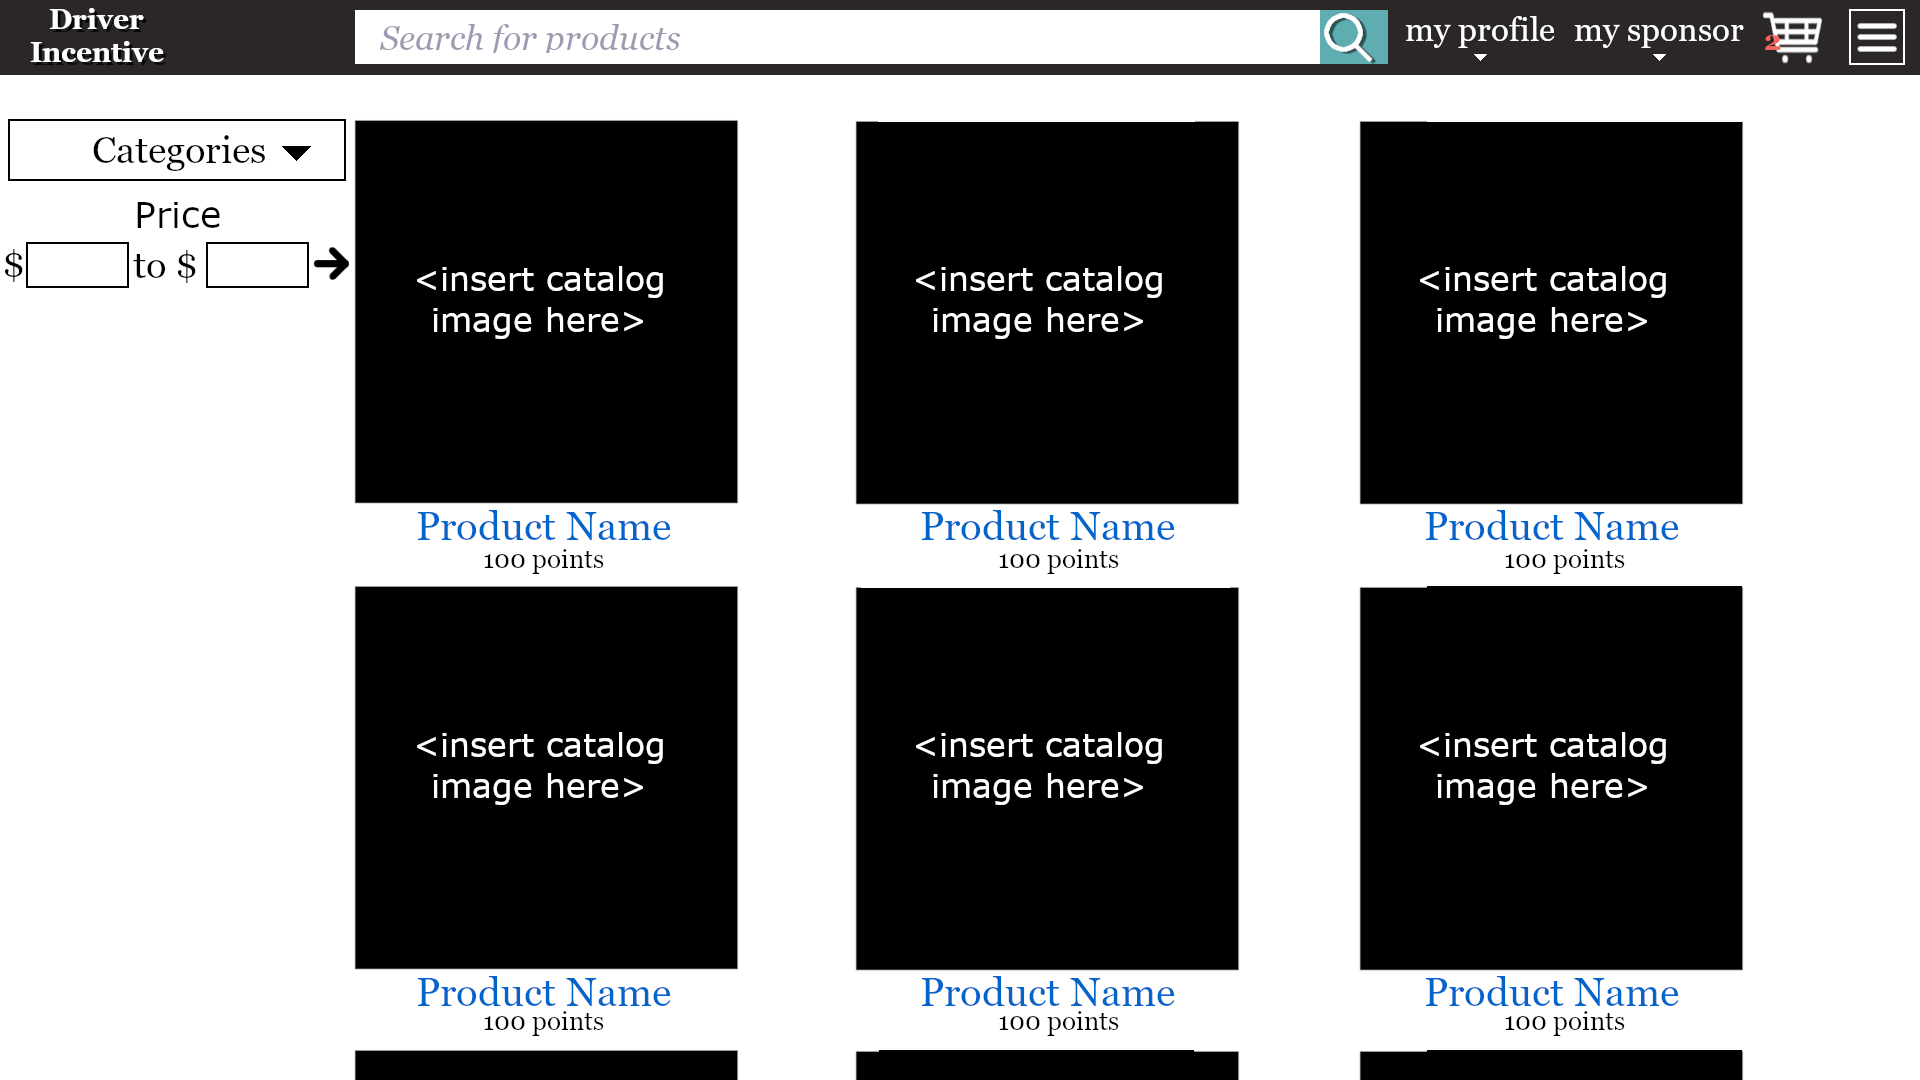 Driver
Incentive
Search for products
my profile
my sponsor
2
Categories
Price
$ to $
<insert catalog
image here>
<insert catalog
image here>
<insert catalog
image here>
Product Name
100 points
Product Name
100 points
Product Name
100 points
<insert catalog
image here>
<insert catalog
image here>
<insert catalog
image here>
Product Name
100 points
Product Name
100 points
Product Name
100 points